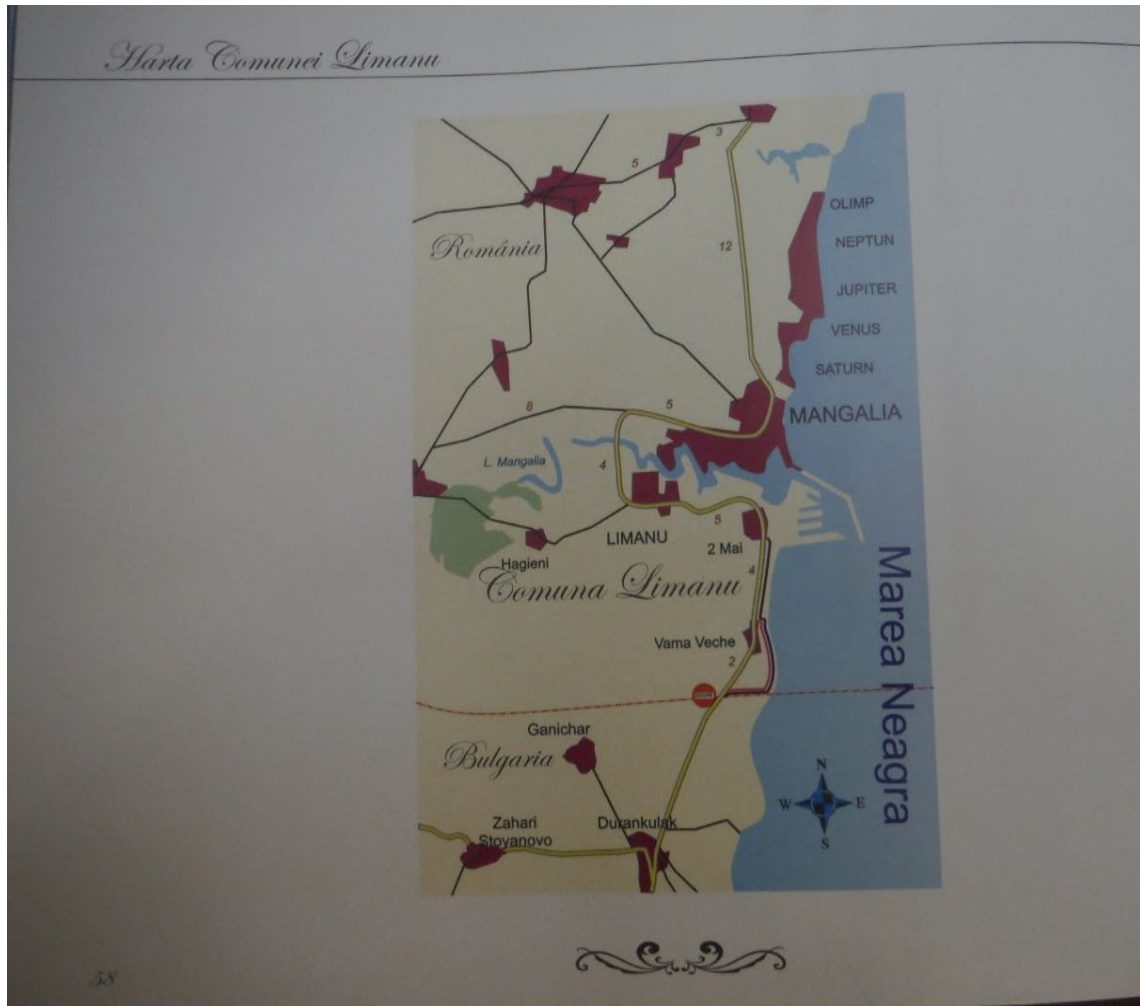 Harta Comunei Limanu
3
5
OLIMP
România
12
NEPTUN
JUPITER
VENUS
SATURN
8
5
MANGALIA
L. Mangalia
4
5
LIMANU
2 Mai
Hagieni
4
Comuna Limanu
Marea Neagra
Vama Veche
2
Ganichar
Bulgaria
N
W
E
S
Zahari
Stoyanovo
Durankulak
58